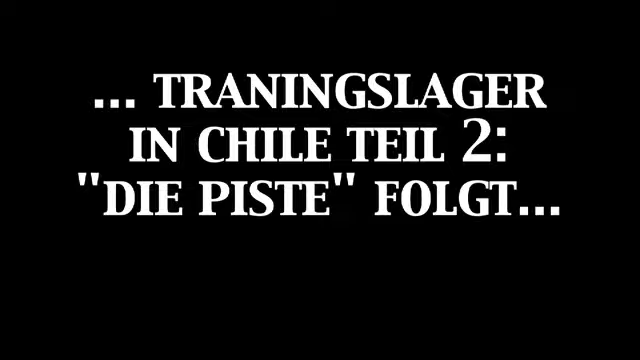 ... TRANINGSLAGER
IN CHILE TEIL 2:
"DIE PISTE" FOLGT...